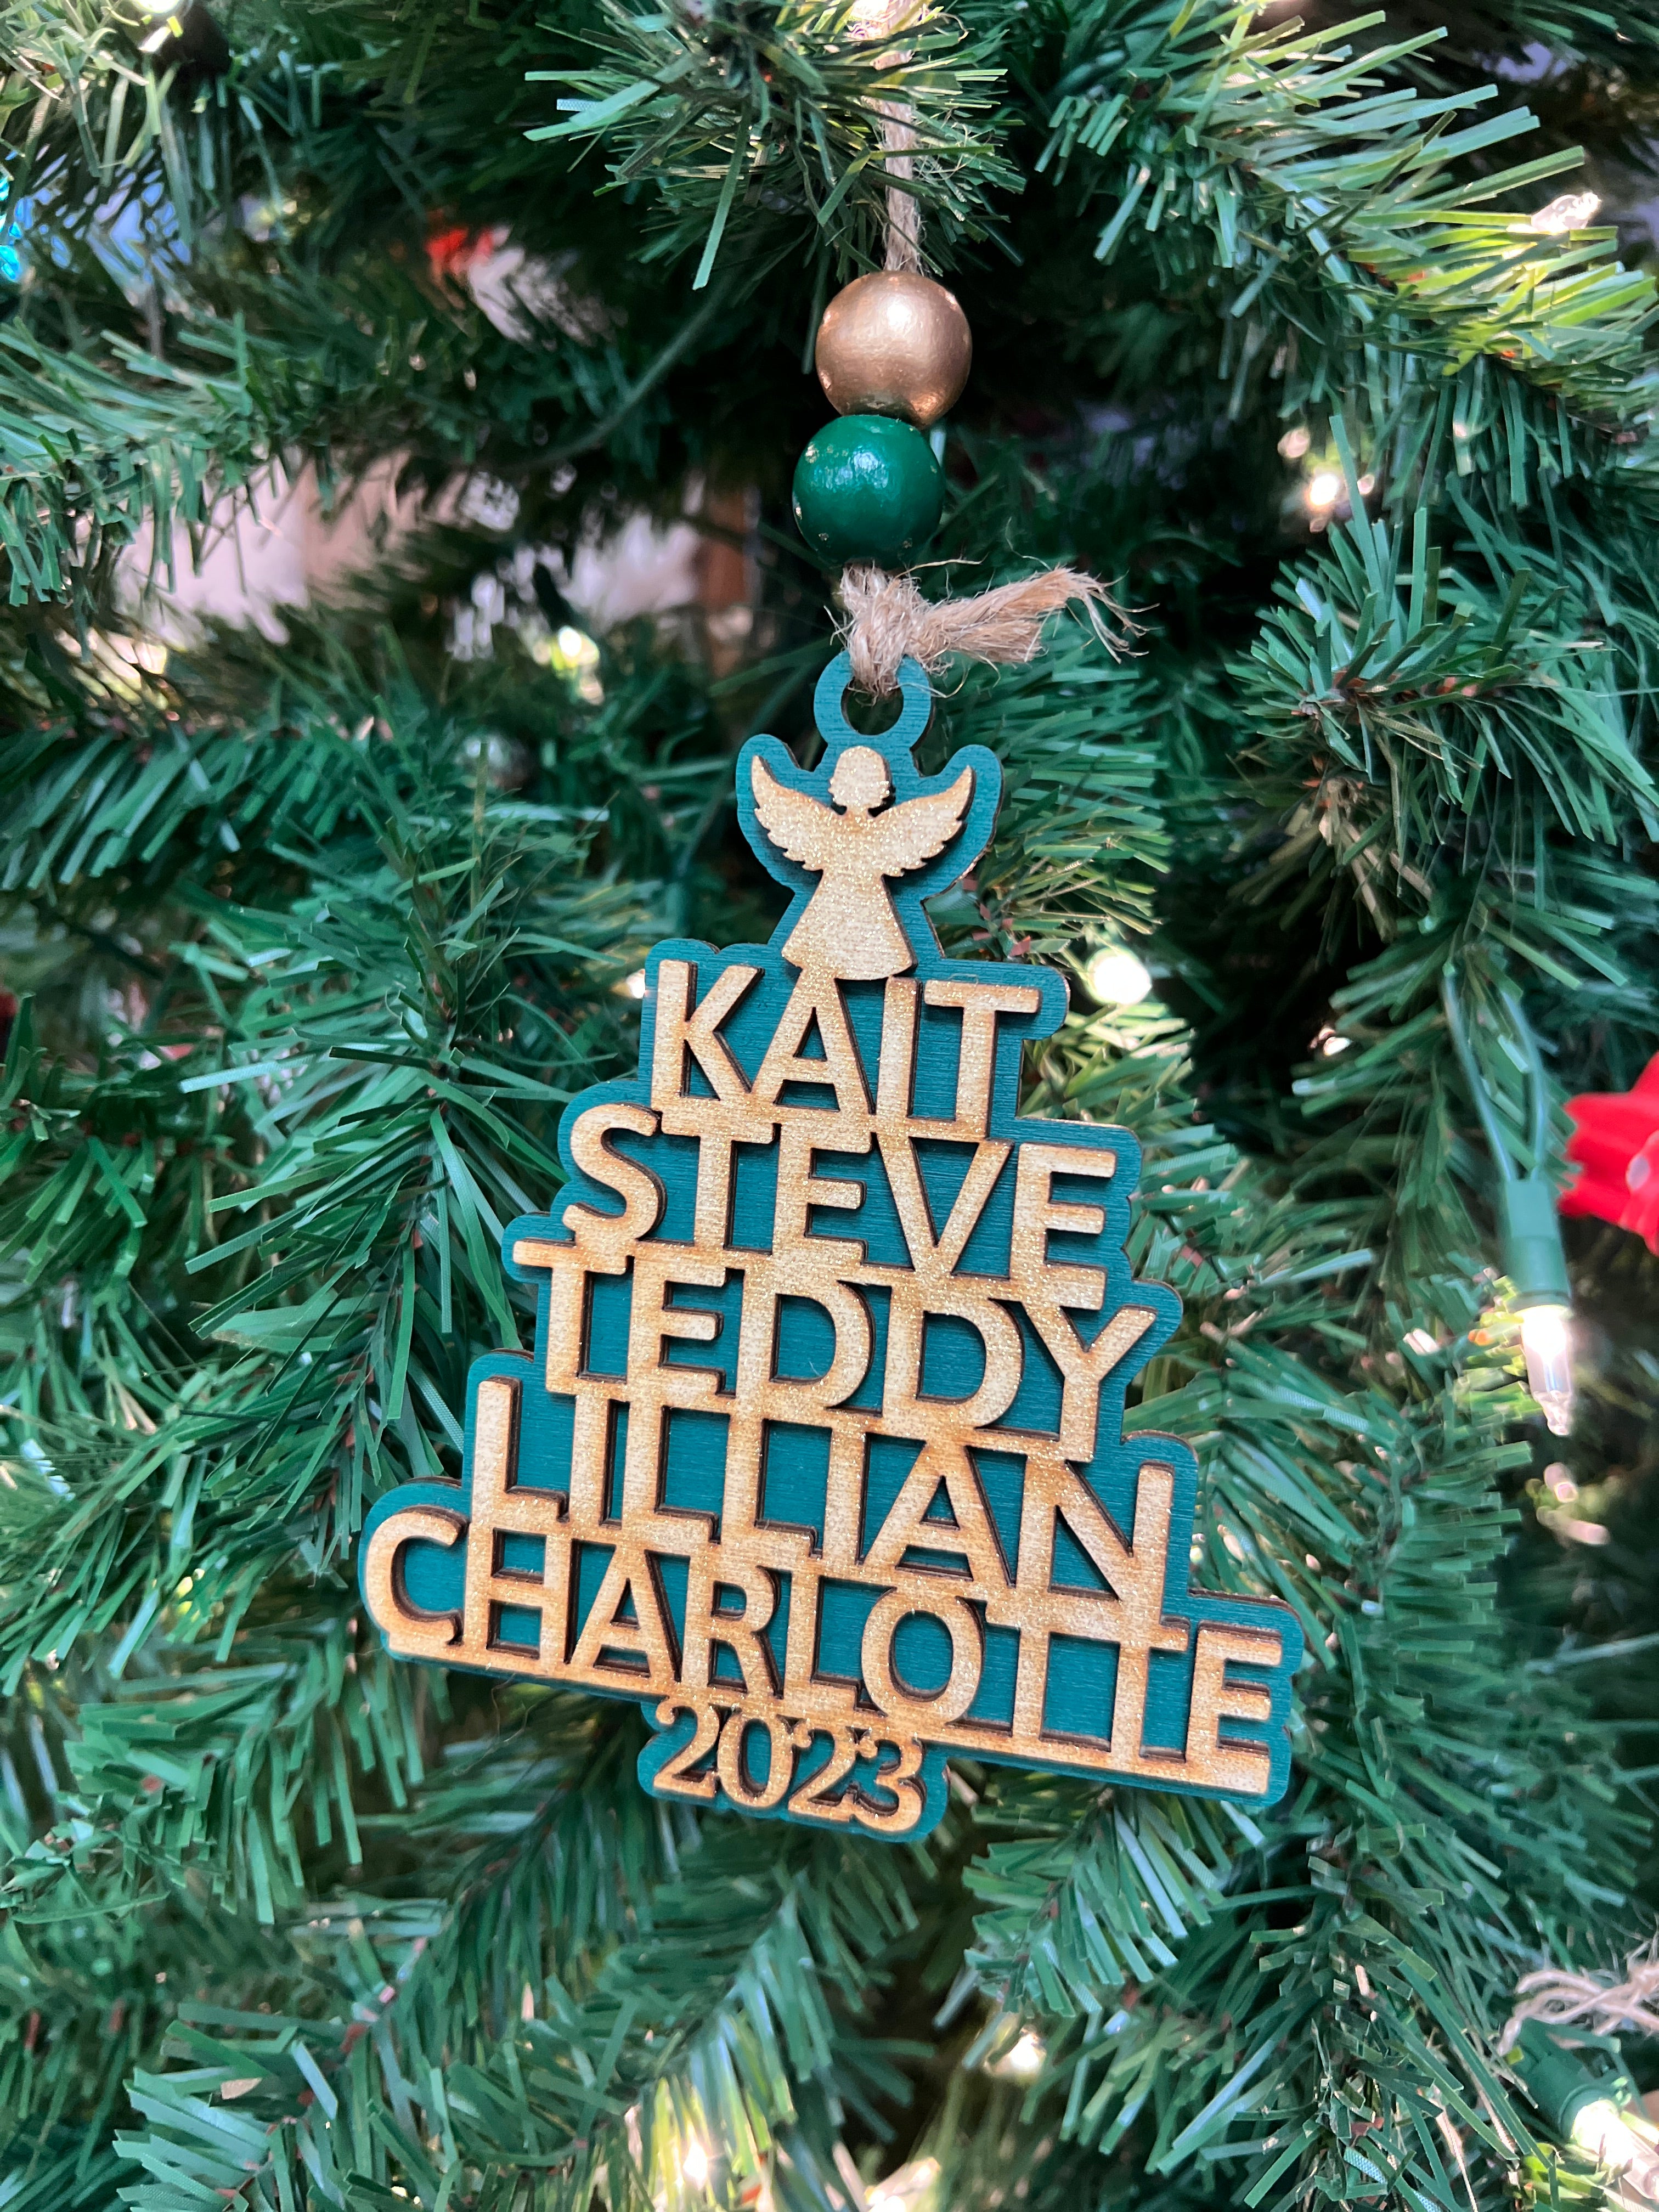 KAIT
STEVE
TEDDY
LILLIAN
CHARLOTTE
2023